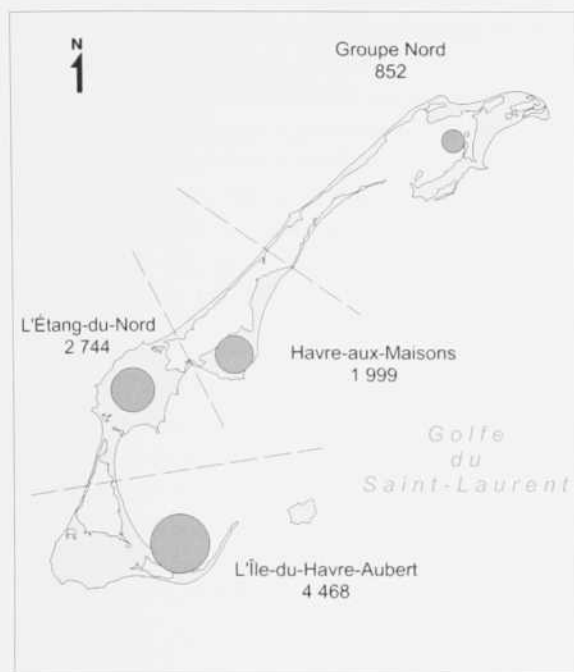 N
Groupe Nord
852
L'Étang-du-Nord
2 744
Havre-aux-Maisons
1 999
Golfe
du
Saint-Laurent
L'Île-du-Havre-Aubert
4 468